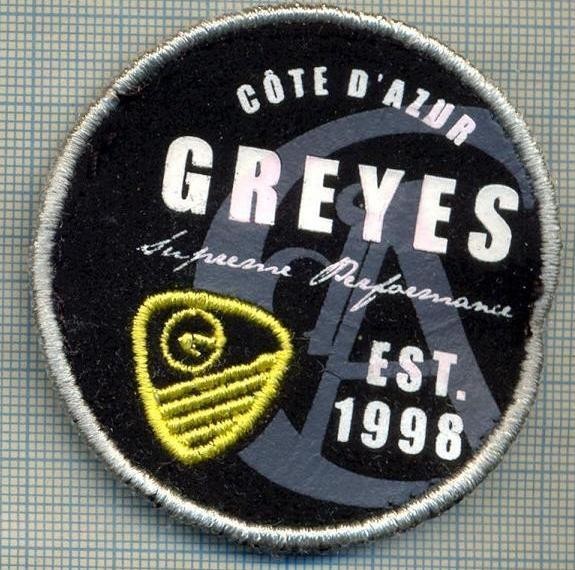 CÔTE D'AZUR
GREYES
Supreme Performance
EST.
1998